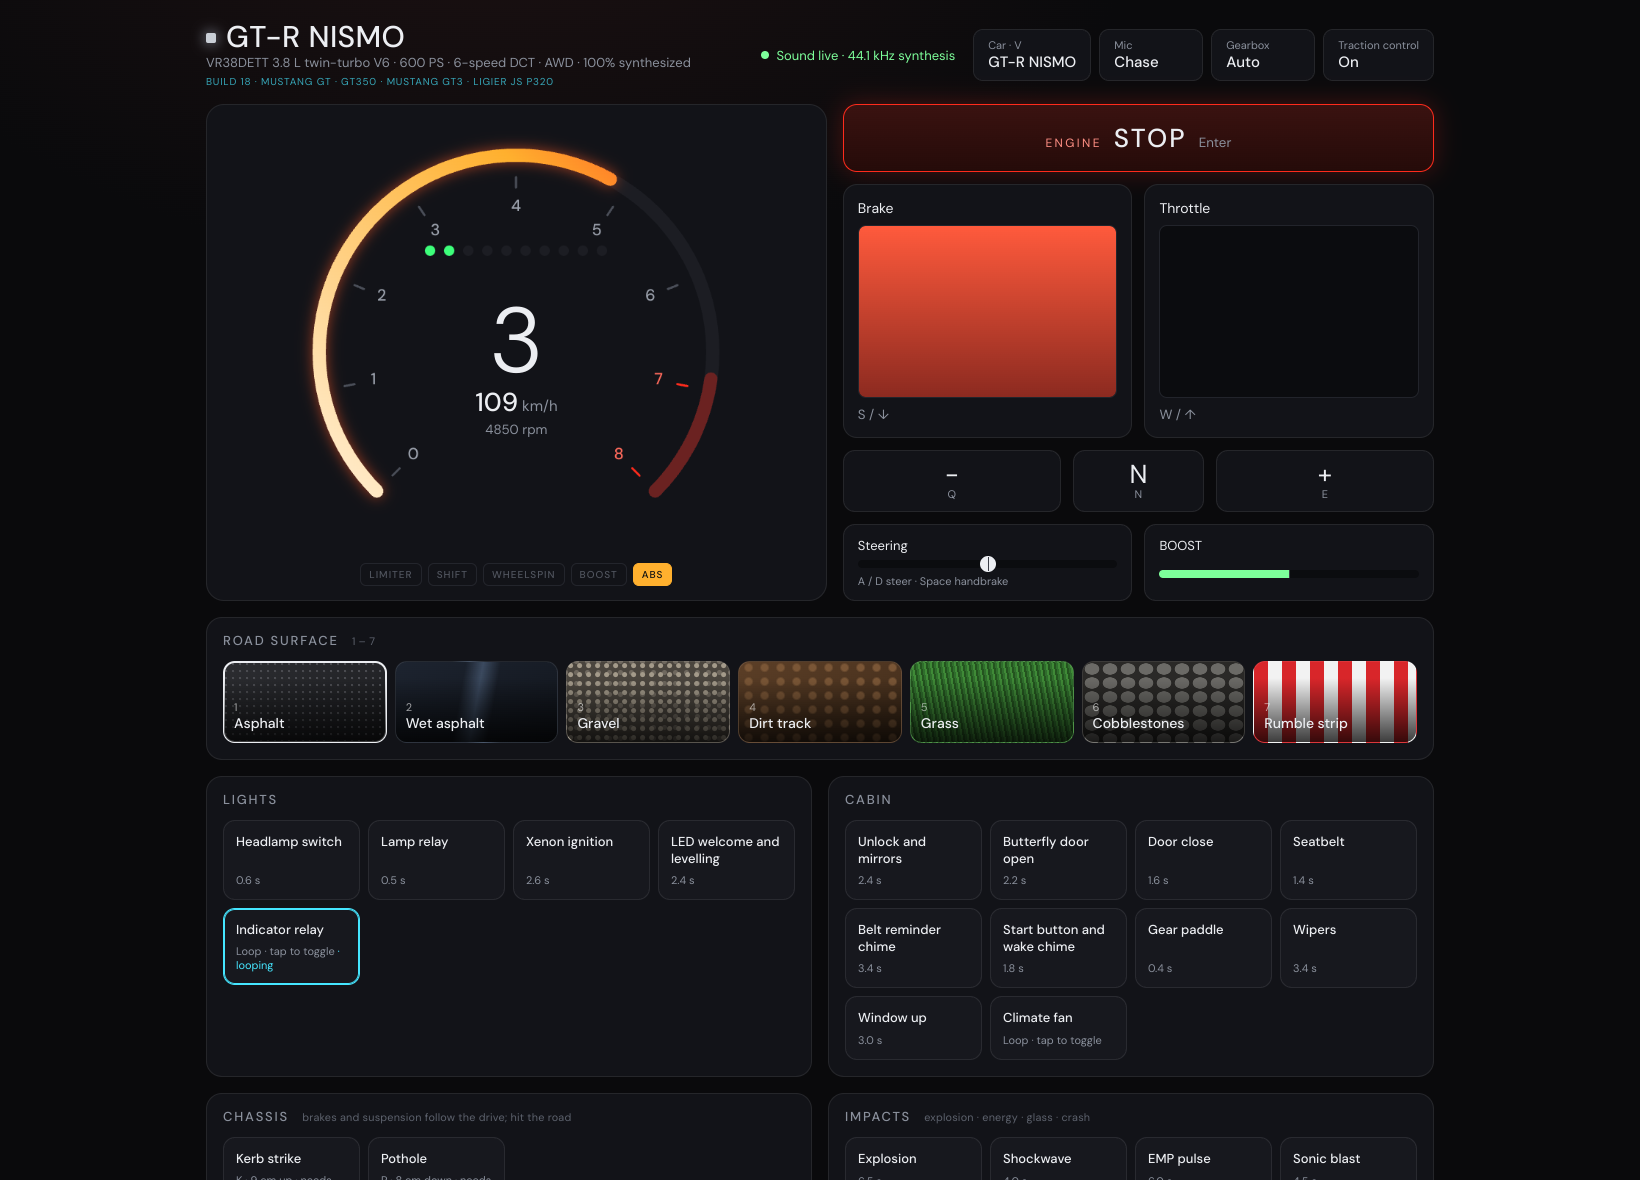 GT-R NISMO
VR38DETT 3.8 L twin-turbo V6 · 600 PS · 6-speed DCT · AWD · 100% synthesized
BUILD 18 · MUSTANG GT · GT350 · MUSTANG GT3 · LIGIER JS P320
Sound live · 44.1 kHz synthesis
Car · V
GT-R NISMO
Mic
Chase
Gearbox
Auto
Traction control
On
4
3
5
2
6
3
1
7
109 km/h
4850 rpm
0
8
LIMITER
SHIFT
WHEELSPIN
BOOST
ABS
ENGINE STOP Enter
Brake
S / ↓
Throttle
W / ↑
−
Q
N
N
+
E
Steering
A / D steer · Space handbrake
BOOST
ROAD SURFACE 1 – 7
1
Asphalt
2
Wet asphalt
3
Gravel
4
Dirt track
5
Grass
6
Cobblestones
7
Rumble strip
LIGHTS
Headlamp switch
0.6 s
Lamp relay
0.5 s
Xenon ignition
2.6 s
LED welcome and
levelling
2.4 s
Indicator relay
Loop · tap to toggle ·
looping
CABIN
Unlock and
mirrors
2.4 s
Butterfly door
open
2.2 s
Door close
1.6 s
Seatbelt
1.4 s
Belt reminder
chime
3.4 s
Start button and
wake chime
1.8 s
Gear paddle
0.4 s
Wipers
3.4 s
Window up
3.0 s
Climate fan
Loop · tap to toggle
CHASSIS brakes and suspension follow the drive; hit the road
Kerb strike
Pothole
IMPACTS explosion · energy · glass · crash
Explosion
Shockwave
EMP pulse
Sonic blast